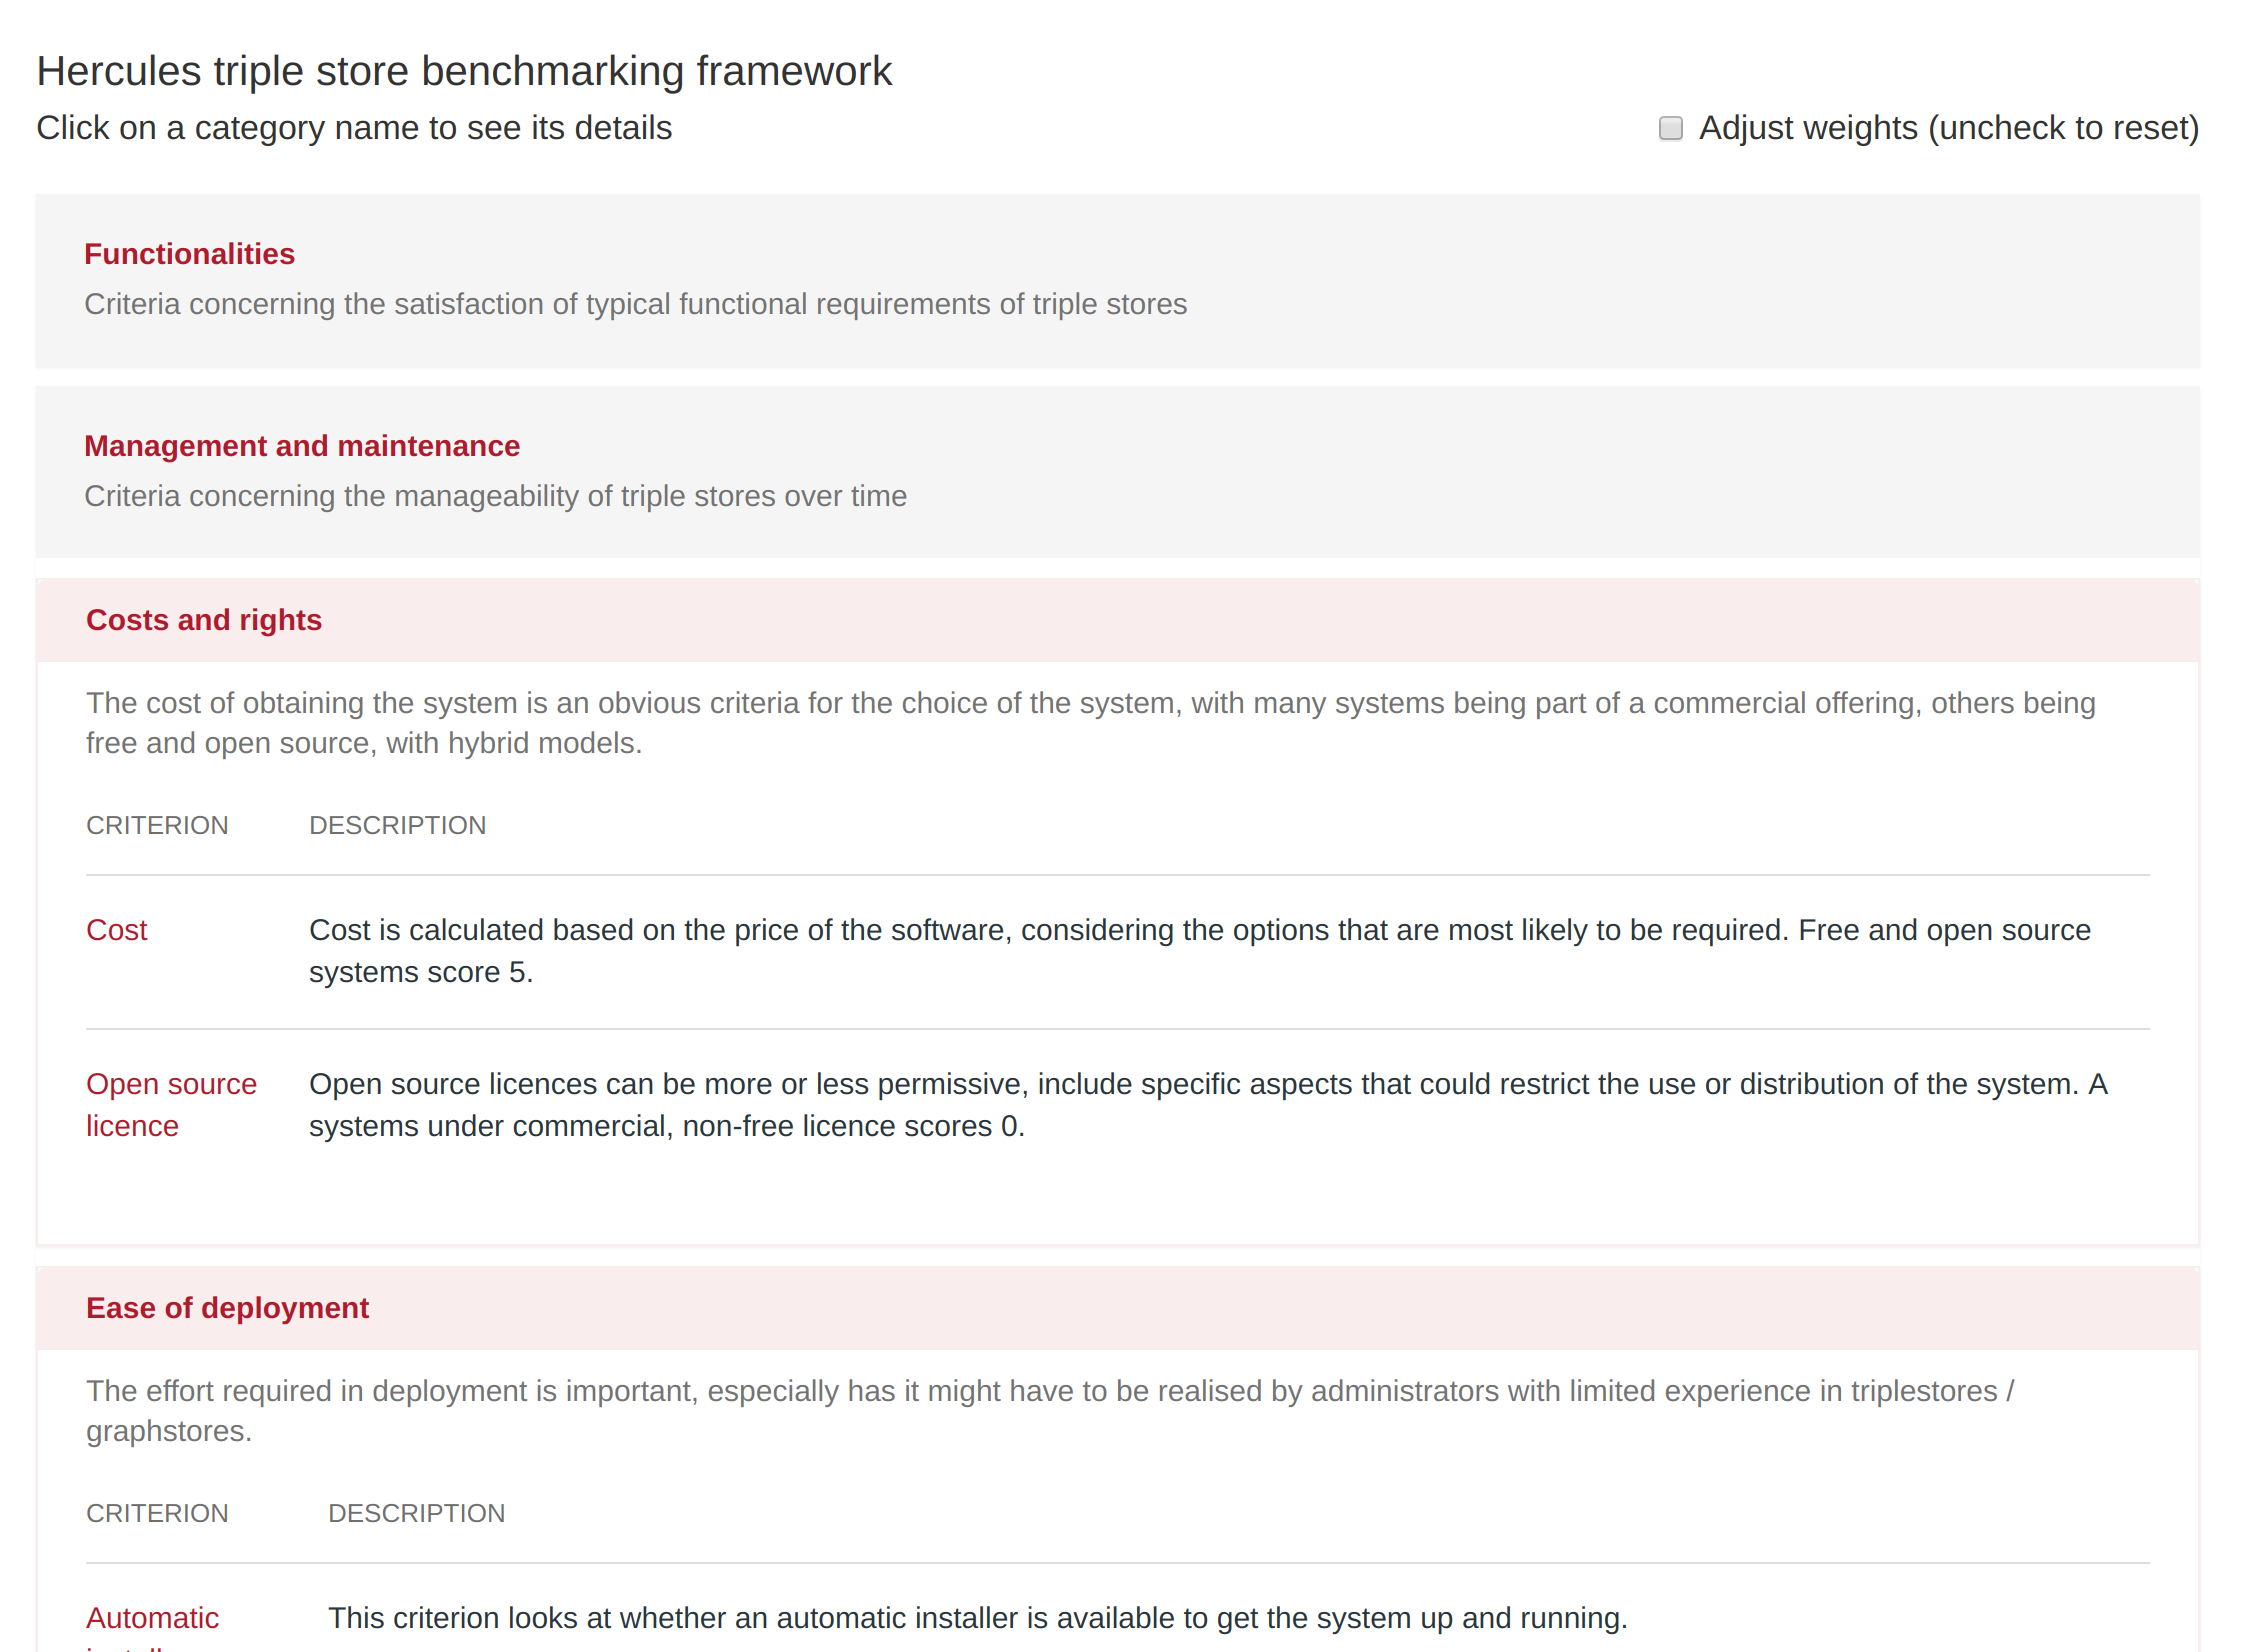 Hercules triple store benchmarking framework
Click on a category name to see its details
Adjust weights (uncheck to reset)
Functionalities
Criteria concerning the satisfaction of typical functional requirements of triple stores
Management and maintenance
Criteria concerning the manageability of triple stores over time
Costs and rights
The cost of obtaining the system is an obvious criteria for the choice of the system, with many systems being part of a commercial offering, others being
free and open source, with hybrid models.
CRITERION DESCRIPTION
Cost Cost is calculated based on the price of the software, considering the options that are most likely to be required. Free and open source
systems score 5.
Open source Open source licences can be more or less permissive, include specific aspects that could restrict the use or distribution of the system. A
licence systems under commercial, non-free licence scores 0.
Ease of deployment
The effort required in deployment is important, especially has it might have to be realised by administrators with limited experience in triplestores /
graphstores.
CRITERION DESCRIPTION
Automatic This criterion looks at whether an automatic installer is available to get the system up and running.